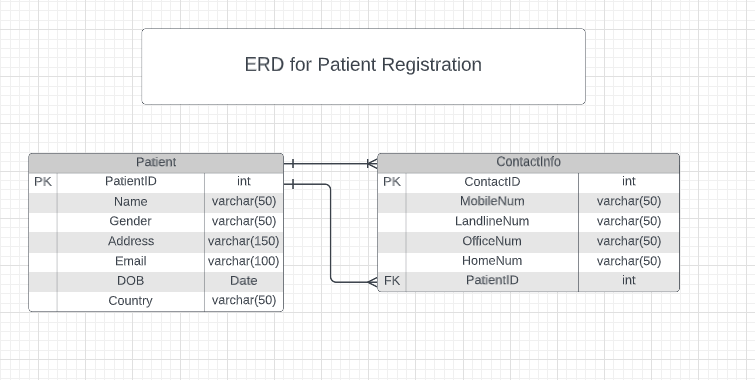 ERD for Patient Registration
Patient
PK PatientID int
Name varchar(50)
Gender varchar(50)
Address varchar(150)
Email varchar(100)
DOB Date
Country varchar(50)
ContactInfo
PK ContactID int
MobileNum varchar(50)
LandlineNum varchar(50)
OfficeNum varchar(50)
HomeNum varchar(50)
FK PatientID int